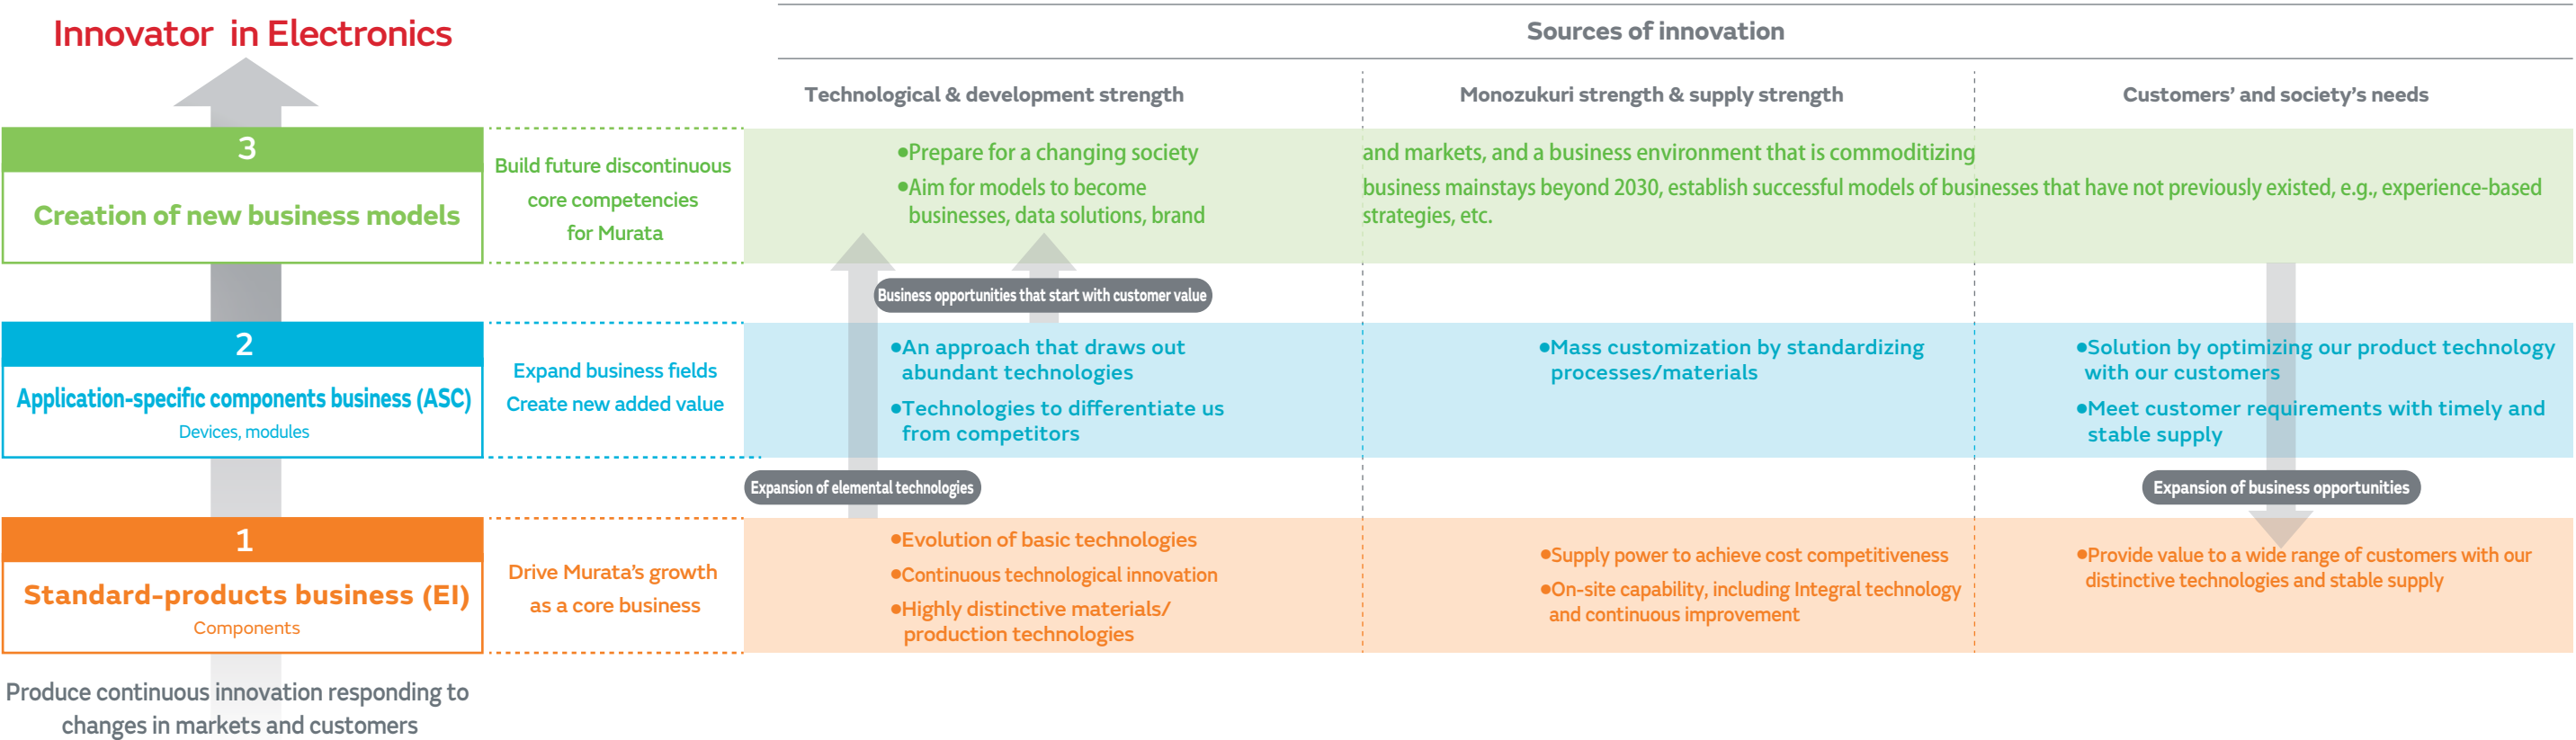 Innovator in Electronics
Sources of innovation
Technological & development strength
Monozukuri strength & supply strength
Customers' and society's needs
3
Creation of new business models
Build future discontinuous
core competencies
for Murata
●Prepare for a changing society and markets, and a business environment that is commoditizing
●Aim for models to become business mainstays beyond 2030, establish successful models of businesses that have not previously existed, e.g., experience-based
businesses, data solutions, brand strategies, etc.
Business opportunities that start with customer value
2
Application-specific components business (ASC)
Devices, modules
Expand business fields
Create new added value
●An approach that draws out
abundant technologies
●Technologies to differentiate us
from competitors
●Mass customization by standardizing
processes/materials
●Solution by optimizing our product technology
with our customers
●Meet customer requirements with timely and
stable supply
Expansion of elemental technologies
Expansion of business opportunities
1
Standard-products business (EI)
Components
Drive Murata's growth
as a core business
●Evolution of basic technologies
●Continuous technological innovation
●Highly distinctive materials/
production technologies
●Supply power to achieve cost competitiveness
●On-site capability, including Integral technology
and continuous improvement
●Provide value to a wide range of customers with our
distinctive technologies and stable supply
Produce continuous innovation responding to
changes in markets and customers